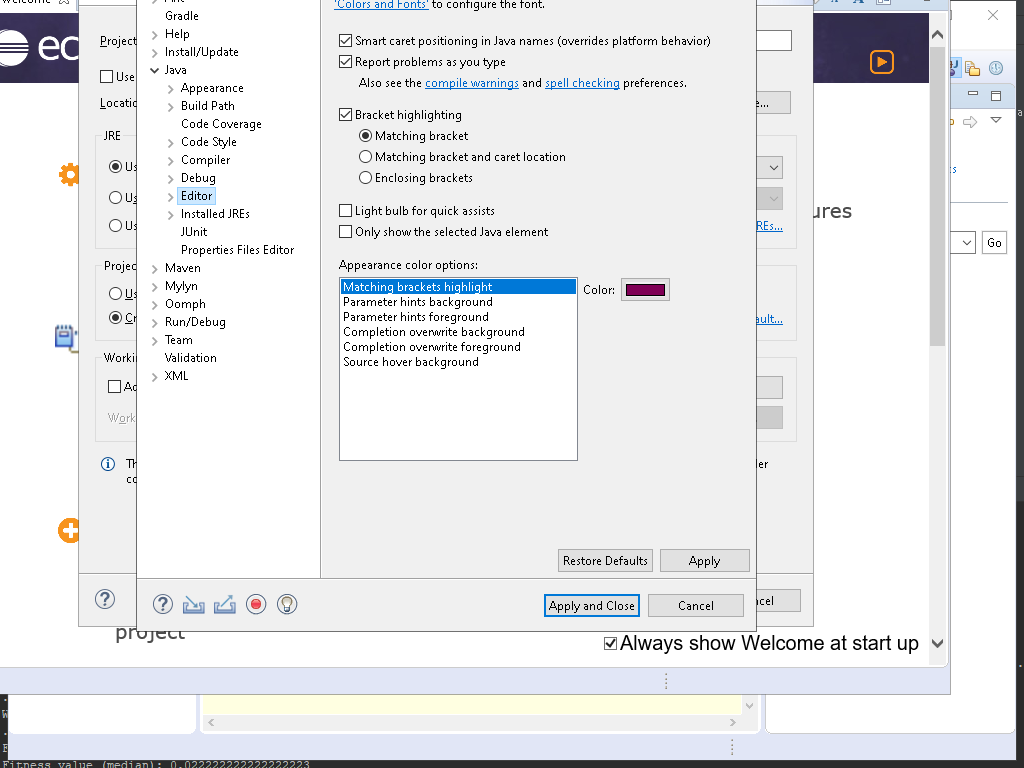 Welcome
'Colors and Fonts' to configure the font.
Gradle
Help
Install/Update
Java
Appearance
Build Path
Code Coverage
Code Style
Compiler
Debug
Editor
Installed JREs
JUnit
Properties Files Editor
Maven
Mylyn
Oomph
Run/Debug
Team
Validation
XML
Smart caret positioning in Java names (overrides platform behavior)
Report problems as you type
Also see the compile warnings and spell checking preferences.
Bracket highlighting
Matching bracket
Matching bracket and caret location
Enclosing brackets
Light bulb for quick assists
Only show the selected Java element
Appearance color options:
Matching brackets highlight
Parameter hints background
Parameter hints foreground
Completion overwrite background
Completion overwrite foreground
Source hover background
Color:
Restore Defaults
Apply
Apply and Close
Cancel
ec
Project
Use
Locatio
JRE
Us
Us
Us
Projec
Us
Cr
Workin
Ad
Work
Th
co
e...
REs...
ault...
der
cel
ures
Go
project
Always show Welcome at start up
Fitness value (median): 0.022222222222222223